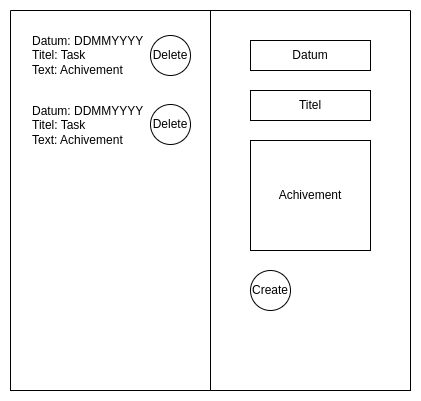 Datum: DDMMYYYY
Titel: Task
Text: Achivement
Delete
Datum: DDMMYYYY
Titel: Task
Text: Achivement
Delete
Datum
Titel
Achivement
Create